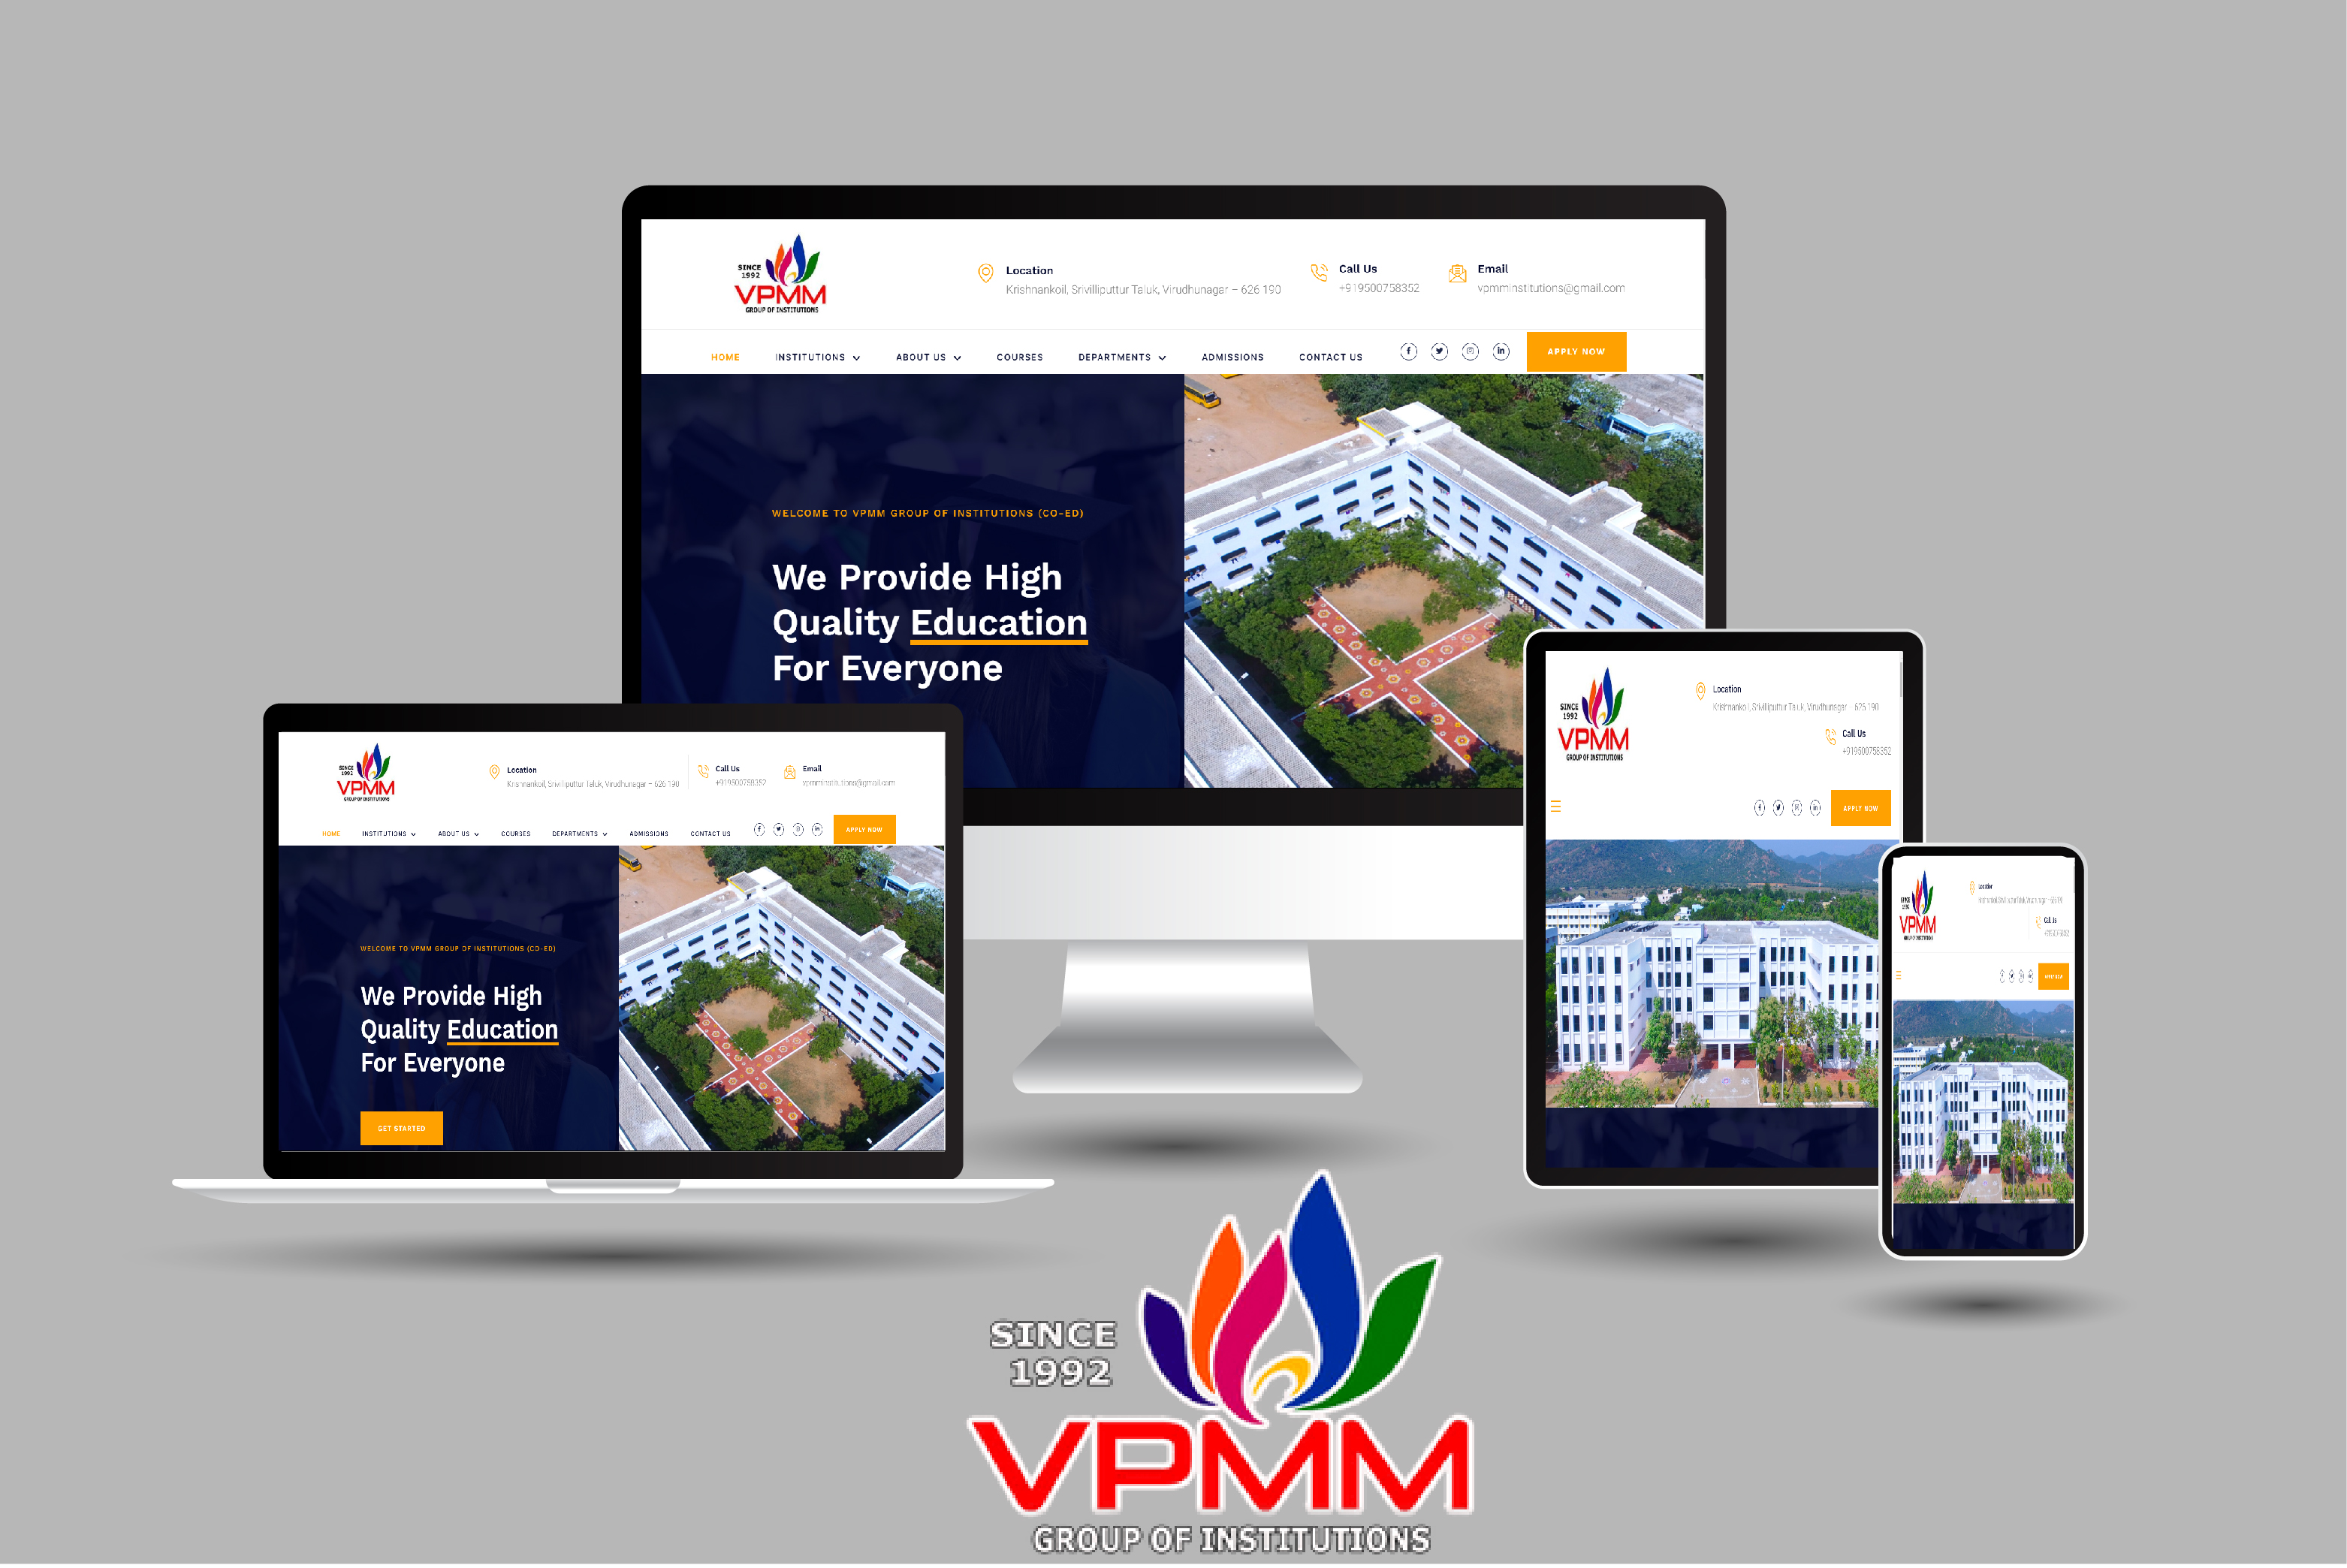 SINCE
1992
VPMM
GROUP OF INSTITUTIONS
Location
Krishnankoil, Srivilliputtur Taluk, Virudhunagar – 626 190
Call Us
+919500758352
Email
vpmminstitutions@gmail.com
HOME
INSTITUTIONS
ABOUT US
COURSES
DEPARTMENTS
ADMISSIONS
CONTACT US
APPLY NOW
WELCOME TO VPMM GROUP OF INSTITUTIONS (CO-ED)
We Provide High
Quality Education
For Everyone
SINCE
1992
VPMM
GROUP OF INSTITUTIONS
Location
Krishnankoil, Srivilliputtur Taluk, Virudhunagar – 626 190
Call Us
+919500758352
Email
vpmminstitutions@gmail.com
HOME
INSTITUTIONS
ABOUT US
COURSES
DEPARTMENTS
ADMISSIONS
CONTACT US
APPLY NOW
WELCOME TO VPMM GROUP OF INSTITUTIONS (CO-ED)
We Provide High
Quality Education
For Everyone
GET STARTED
SINCE
1992
VPMM
GROUP OF INSTITUTIONS
Location
Krishnankoil, Srivilliputtur Taluk, Virudhunagar – 626 190
Call Us
+919500758352
APPLY NOW
VPMM
GROUP OF INSTITUTIONS
Location
Call Us
SINCE
1992
VPMM
GROUP OF INSTITUTIONS